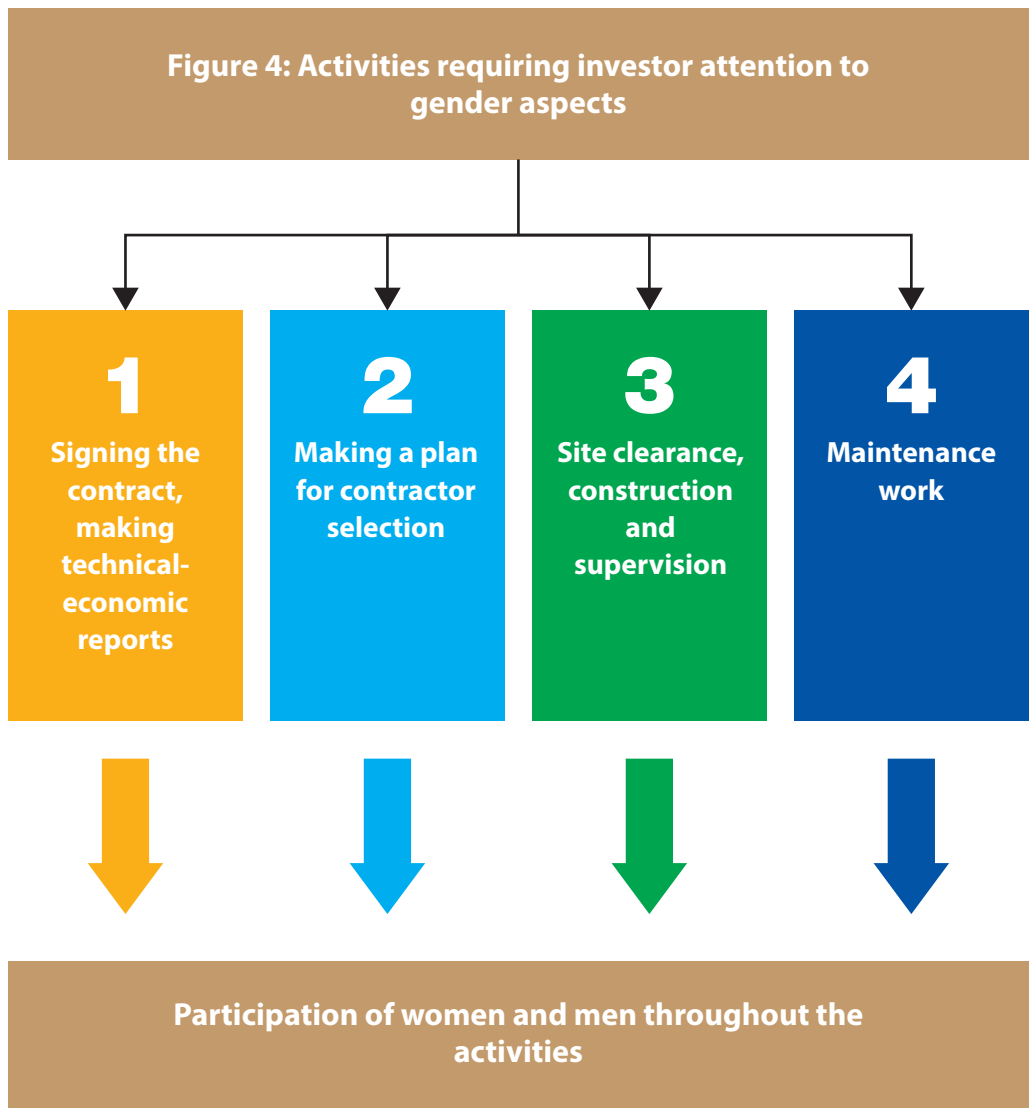 Figure 4: Activities requiring investor attention to
gender aspects
1
Signing the
contract,
making
technical-
economic
reports
2
Making a plan
for contractor
selection
3
Site clearance,
construction
and
supervision
4
Maintenance
work
Participation of women and men throughout the
activities